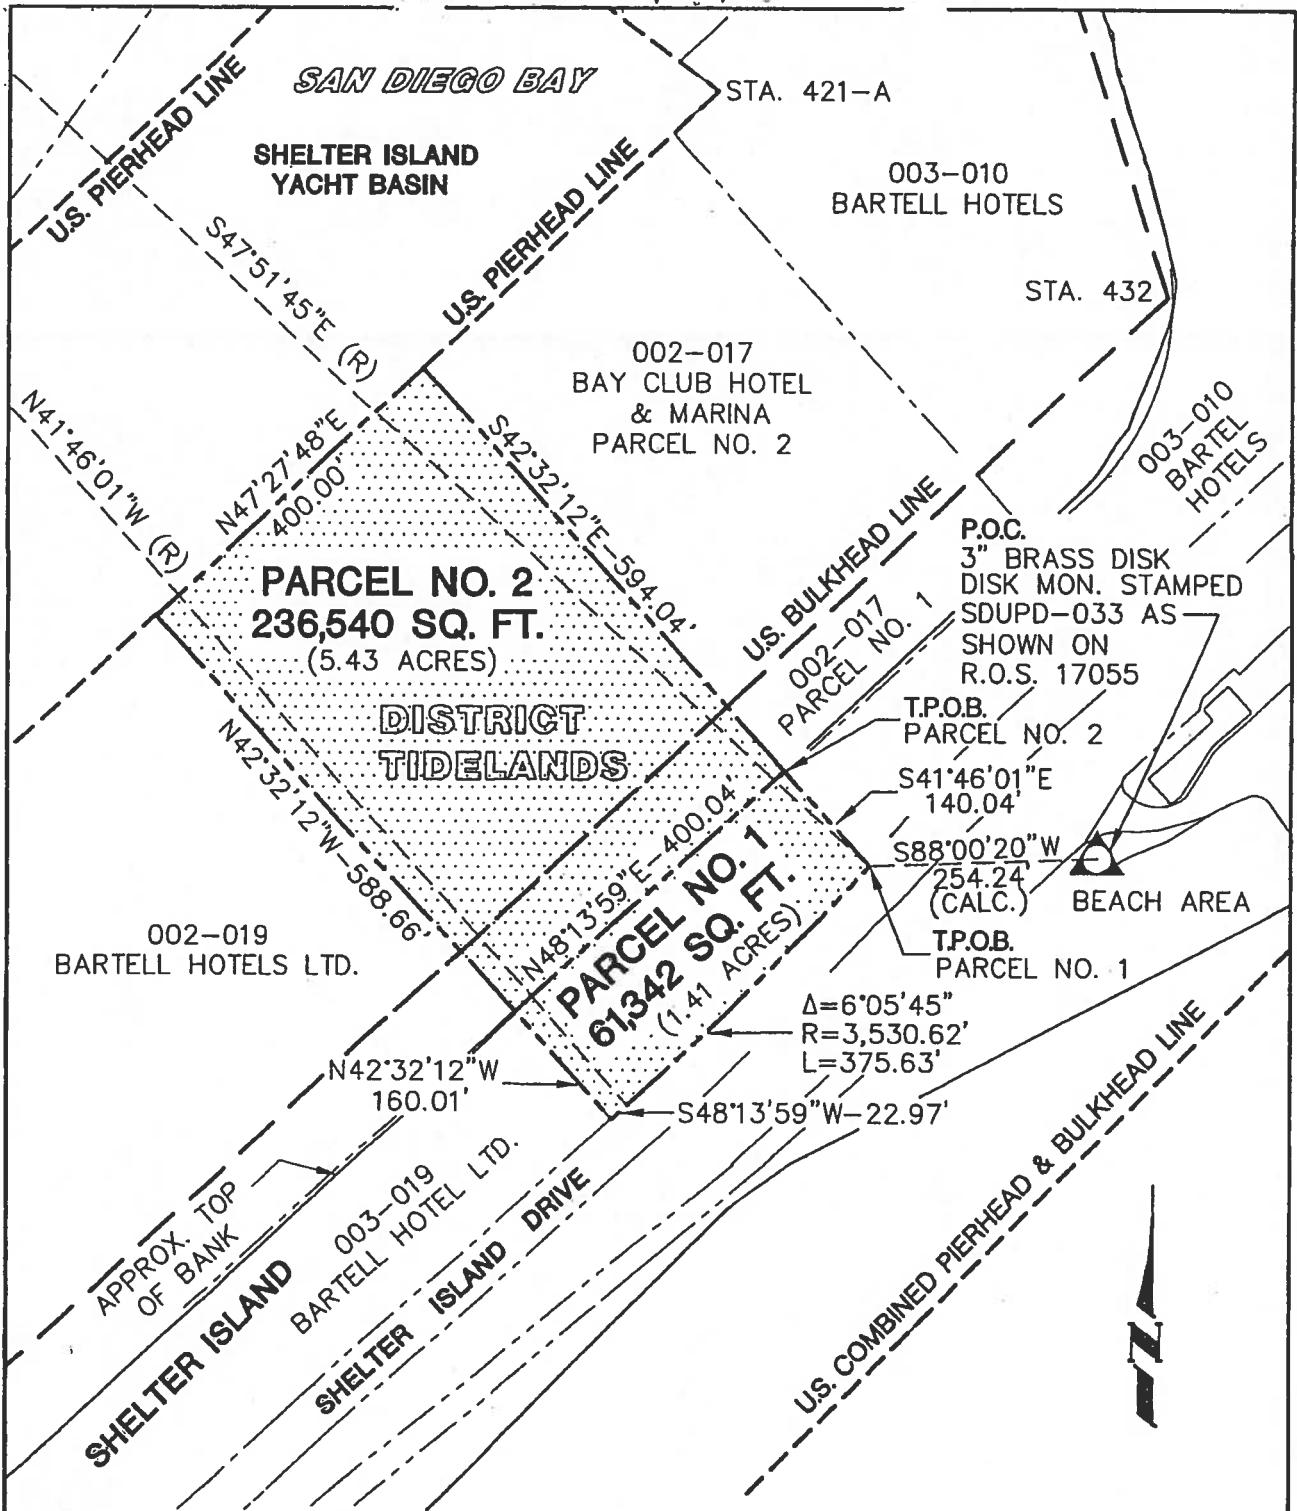 SAN DIEGO BAY
STA. 421-A
U.S. PIERHEAD LINE
SHELTER ISLAND
YACHT BASIN
003-010
BARTELL HOTELS
U.S. PIERHEAD LINE
S47°51'45"E (R)
STA. 432
002-017
BAY CLUB HOTEL
& MARINA
PARCEL NO. 2
N41°46'01"W (R)
N47°27'48"E
400.00'
S42°32'12"E-594.04'
003-010
BARTEL
HOTELS
U.S. BULKHEAD LINE
P.O.C.
3" BRASS DISK
DISK MON. STAMPED
SDUPD-033 AS
SHOWN ON
R.O.S. 17055
PARCEL NO. 2
236,540 SQ. FT.
(5.43 ACRES)
002-017
PARCEL NO. 1
DISTRICT
TIDELANDS
T.P.O.B.
PARCEL NO. 2
N42°32'12"W-588.66'
S41°46'01"E
140.04'
N48°13'59"E-400.04'
PARCEL NO. 1
61,342 SQ. FT.
(1.41 ACRES)
S88°00'20"W
254.24'
(CALC.)
BEACH AREA
002-019
BARTELL HOTELS LTD.
T.P.O.B.
PARCEL NO. 1
Δ=6°05'45"
R=3,530.62'
L=375.63'
N42°32'12"W
160.01'
S48°13'59"W-22.97'
U.S. COMBINED PIERHEAD & BULKHEAD LINE
APPROX. TOP
OF BANK
003-019
BARTELL HOTEL LTD.
SHELTER ISLAND
SHELTER ISLAND DRIVE
N